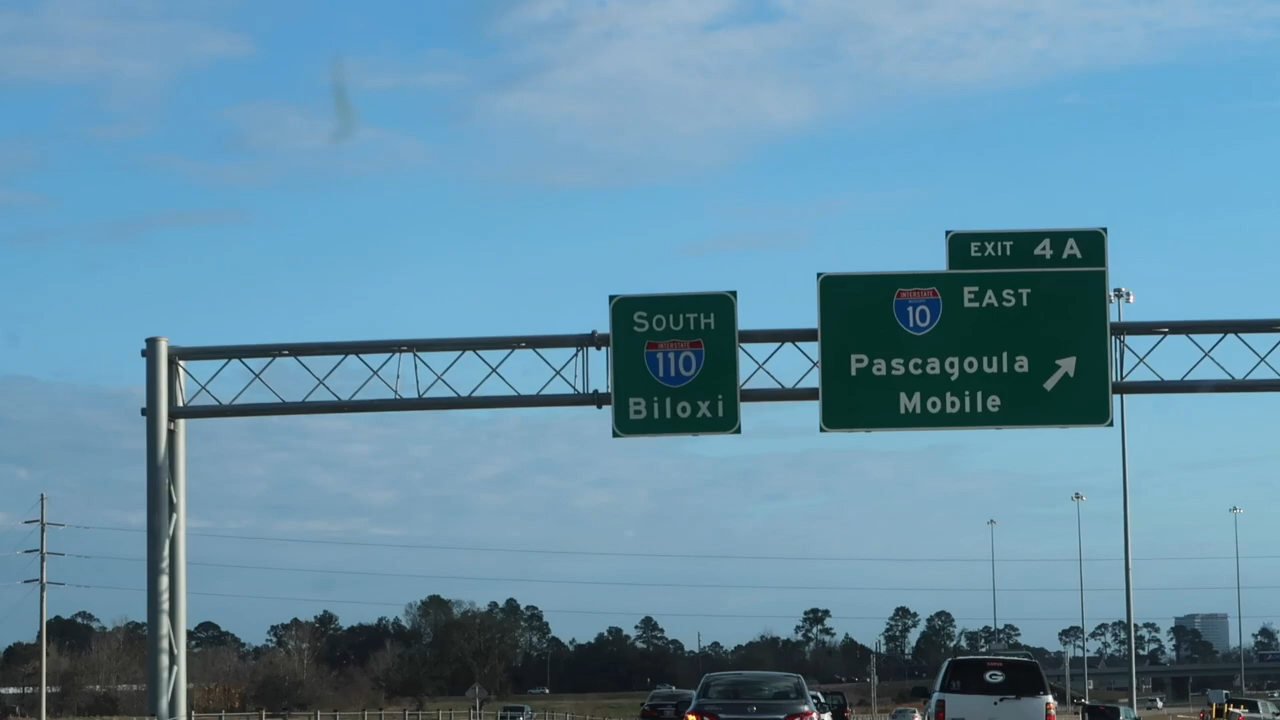 EXIT 4 A
INTERSTATE
10
EAST
Pascagoula
Mobile
SOUTH
INTERSTATE
110
Biloxi
G